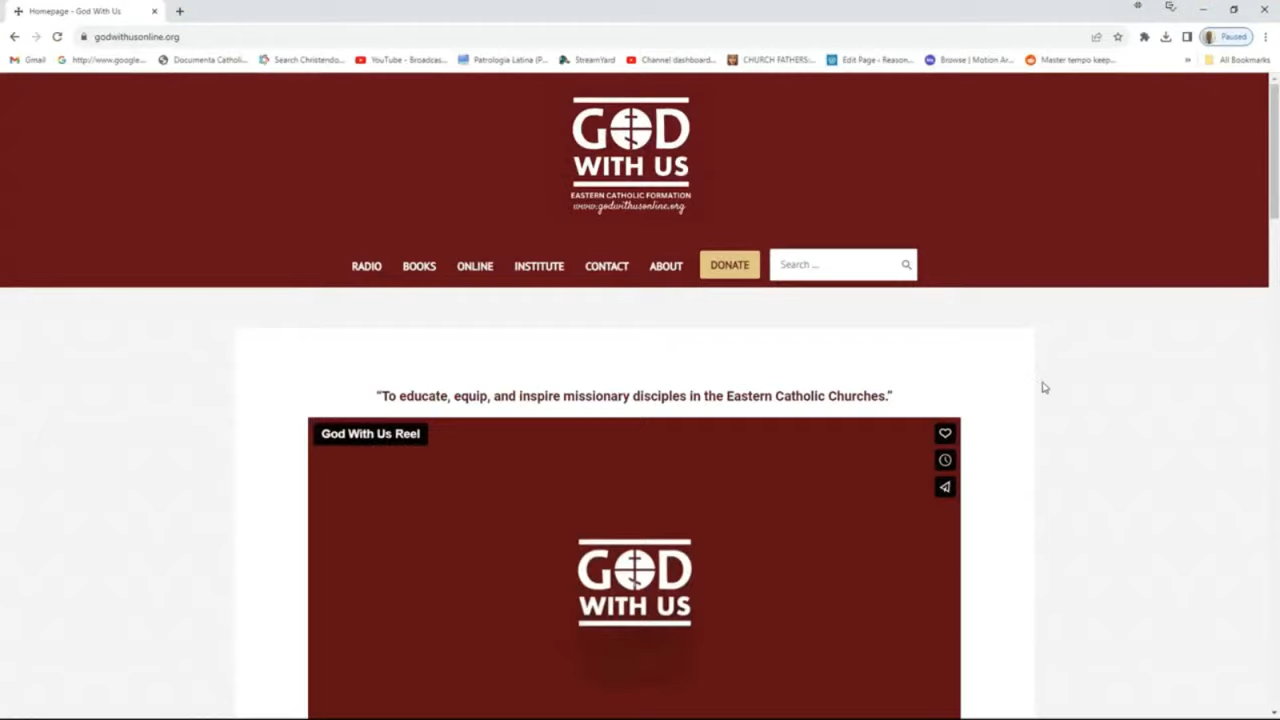 Homepage - God With Us
godwithusonline.org
Paused
Gmail
http://www.google...
Documenta Catholi...
Search Christendo...
YouTube - Broadcas...
Patrologia Latina (P...
StreamYard
Channel dashboard...
CHURCH FATHERS:...
Edit Page - Reason...
Browse | Motion Ar...
Master tempo keep...
»
All Bookmarks
GOD
WITH US
EASTERN CATHOLIC FORMATION
www.godwithusonline.org
RADIO
BOOKS
ONLINE
INSTITUTE
CONTACT
ABOUT
DONATE
Search ...
“To educate, equip, and inspire missionary disciples in the Eastern Catholic Churches.”
God With Us Reel
GOD
WITH US